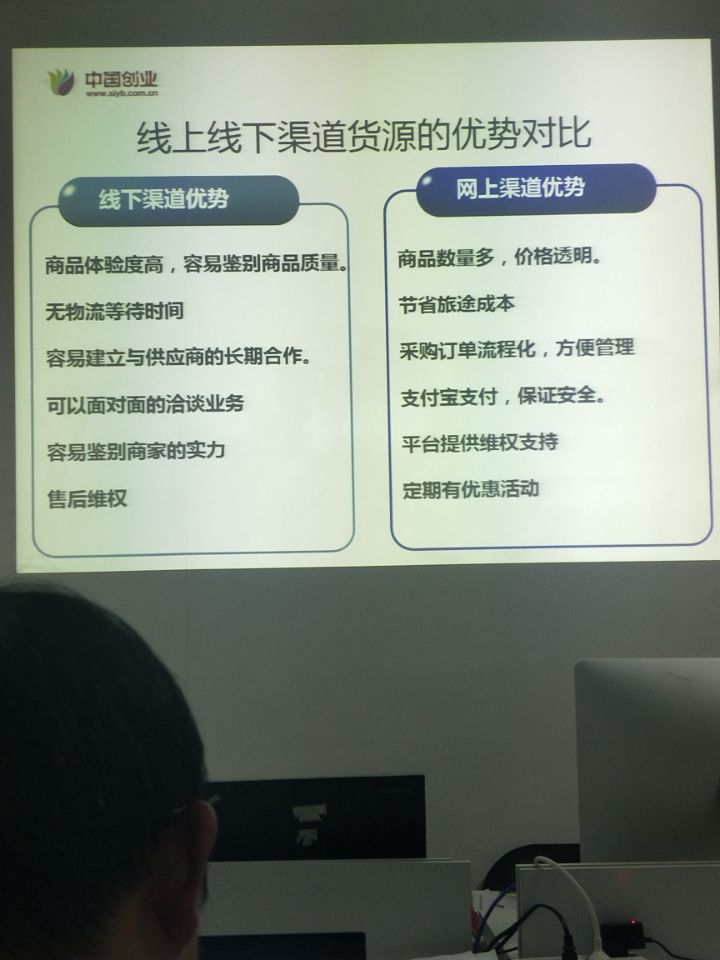 中国创业
www.siyb.com.cn
线上线下渠道货源的优势对比
线下渠道优势
商品体验度高，容易鉴别商品质量。
无物流等待时间
容易建立与供应商的长期合作。
可以面对面的洽谈业务
容易鉴别商家的实力
售后维权
网上渠道优势
商品数量多，价格透明。
节省旅途成本
采购订单流程化，方便管理
支付宝支付，保证安全。
平台提供维权支持
定期有优惠活动